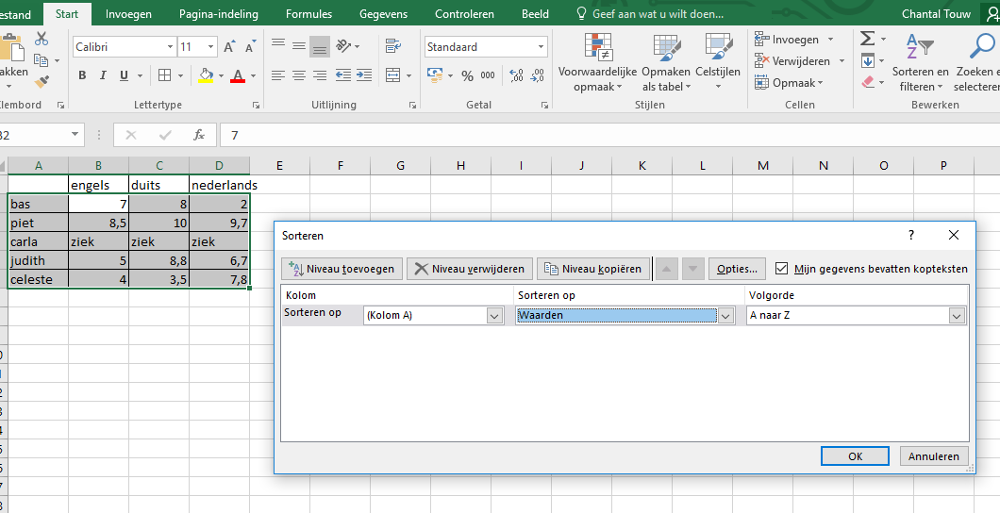 estand Start Invoegen Pagina-indeling Formules Gegevens Controleren Beeld Geef aan wat u wilt doen... Chantal Touw
Calibri 11 Standaard
B I U A % 000
akken
Voorwaardelijke opmaak
Opmaken als tabel
Celstijlen
Invoegen
Verwijderen
Opmaak
Sorteren en filteren
Zoeken e
selecteren
lembord Lettertype Uitlijning Getal Stijlen Cellen Bewerken
B2 fx 7
A B C D E F G H I J K L M N O P
engels duits nederlands
bas 7 8 2
piet 8,5 10 9,7
carla ziek ziek ziek
judith 5 8,8 6,7
celeste 4 3,5 7,8
Sorteren ?
Niveau toevoegen Niveau verwijderen Niveau kopiëren Opties... Mijn gegevens bevatten kopteksten
Kolom Sorteren op Volgorde
Sorteren op (Kolom A) Waarden A naar Z
OK Annuleren